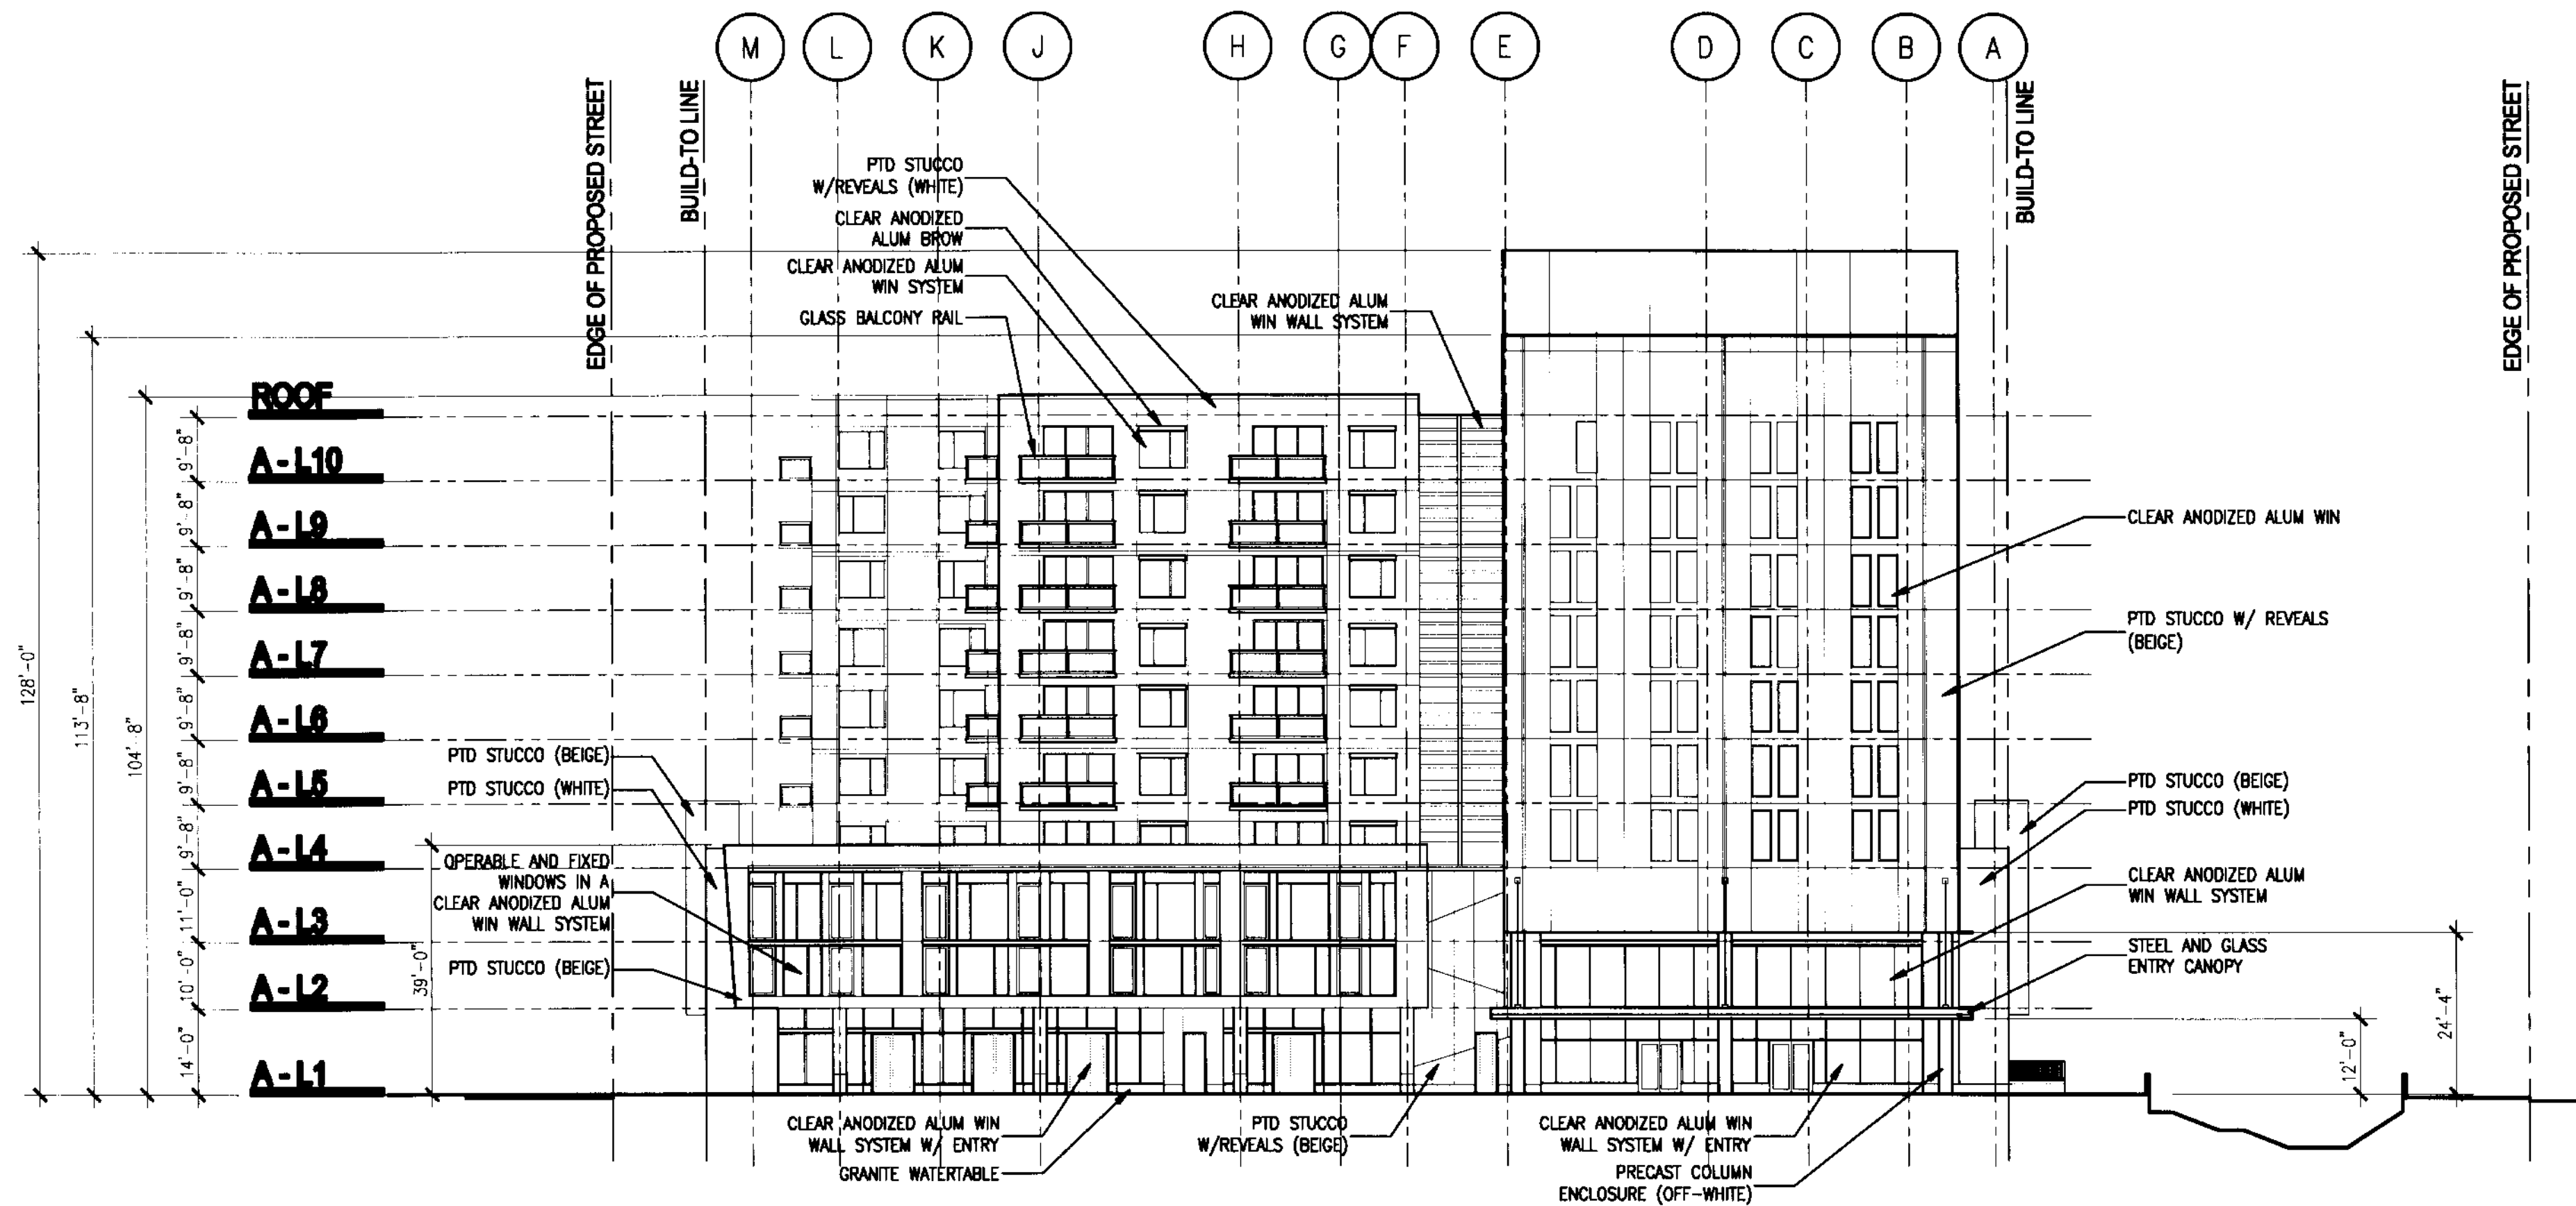 M
L
K
J
H
G
F
E
D
C
B
A
EDGE OF PROPOSED STREET
BUILD-TO LINE
BUILD-TO LINE
EDGE OF PROPOSED STREET
PTD STUCCO
W/REVEALS (WHITE)
CLEAR ANODIZED
ALUM BROW
CLEAR ANODIZED ALUM
WIN SYSTEM
GLASS BALCONY RAIL
CLEAR ANODIZED ALUM
WIN WALL SYSTEM
128'-0"
113'-8"
104'-8"
ROOF
9'-8"
A-L10
9'-8"
A-L9
9'-8"
A-L8
9'-8"
A-L7
9'-8"
A-L6
9'-8"
A-L5
9'-8"
A-L4
11'-0"
A-L3
10'-0"
A-L2
14'-0"
A-L1
39'-0"
PTD STUCCO (BEIGE)
PTD STUCCO (WHITE)
OPERABLE AND FIXED
WINDOWS IN A
CLEAR ANODIZED ALUM
WIN WALL SYSTEM
PTD STUCCO (BEIGE)
CLEAR ANODIZED ALUM WIN
PTD STUCCO W/ REVEALS
(BEIGE)
PTD STUCCO (BEIGE)
PTD STUCCO (WHITE)
CLEAR ANODIZED ALUM
WIN WALL SYSTEM
STEEL AND GLASS
ENTRY CANOPY
12'-0"
24'-4"
CLEAR ANODIZED ALUM WIN
WALL SYSTEM W/ ENTRY
GRANITE WATERTABLE
PTD STUCCO
W/REVEALS (BEIGE)
CLEAR ANODIZED ALUM WIN
WALL SYSTEM W/ ENTRY
PRECAST COLUMN
ENCLOSURE (OFF-WHITE)